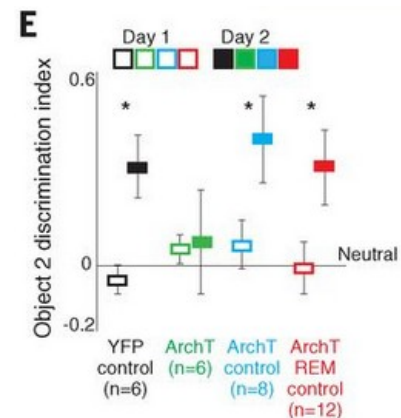 E
Day 1 Day 2
Object 2 discrimination index
0.6
* * *
0
Neutral
-0.2
YFP control (n=6)
ArchT (n=6)
ArchT control (n=8)
ArchT REM control (n=12)